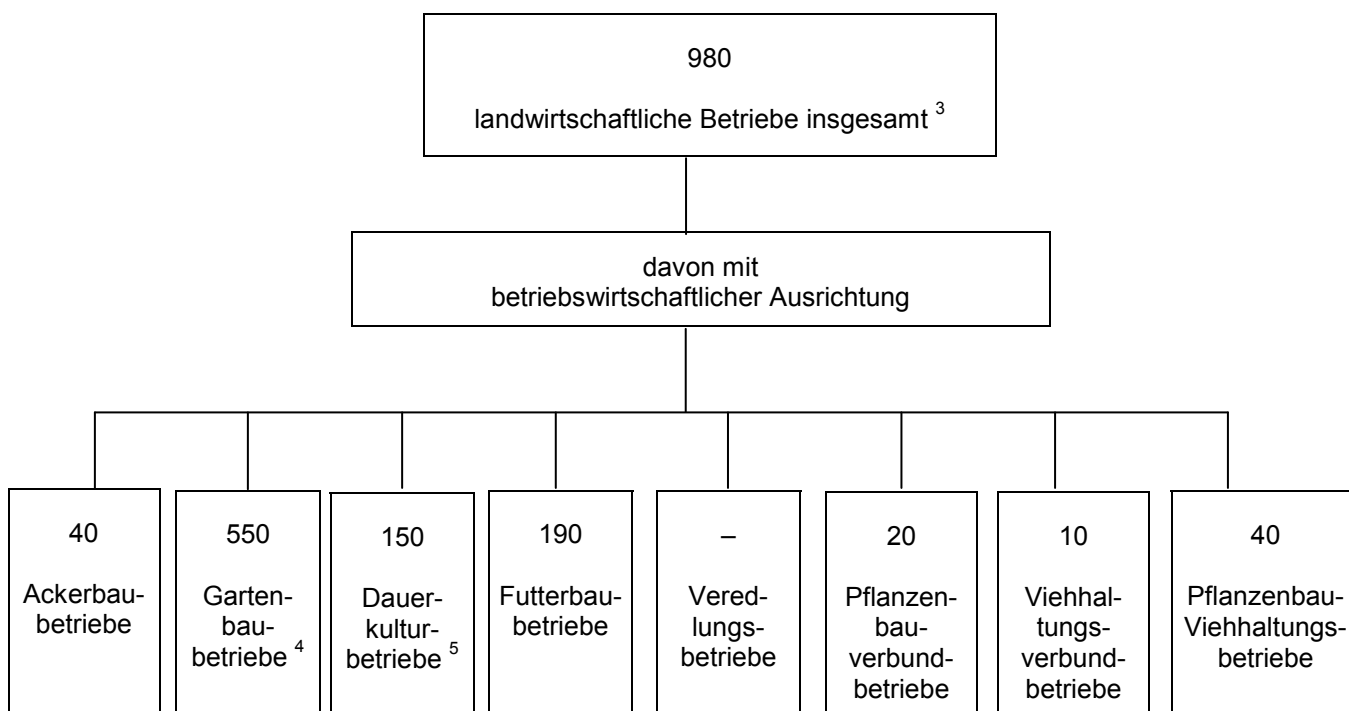 980
landwirtschaftliche Betriebe insgesamt ³
davon mit
betriebswirtschaftlicher Ausrichtung
40
Ackerbau-
betriebe
550
Garten-
bau-
betriebe ⁴
150
Dauer-
kultur-
betriebe ⁵
190
Futterbau-
betriebe
–
Vered-
lungs-
betriebe
20
Pflanzen-
bau-
verbund-
betriebe
10
Viehhal-
tungs-
verbund-
betriebe
40
Pflanzenbau-
Viehhaltungs-
betriebe